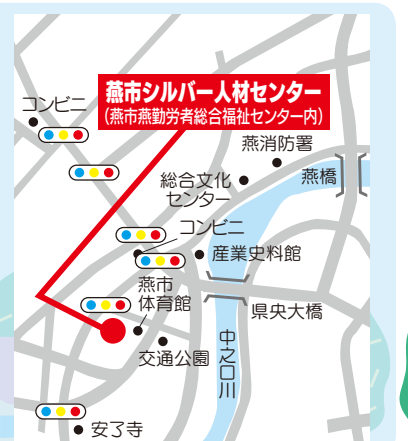 燕市シルバー人材センター
(燕市燕勤労者総合福祉センター内)
コンビニ
燕消防署
総合文化
センター
燕橋
コンビニ
産業史料館
燕市
体育館
県央大橋
交通公園
中之口川
安了寺